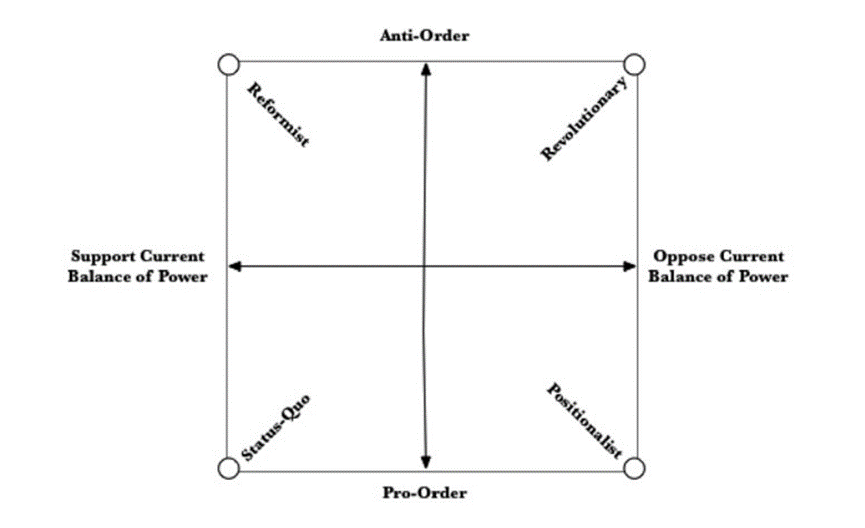 Anti-Order
Reformist
Revolutionary
Support Current
Balance of Power
Oppose Current
Balance of Power
Status-Quo
Positionalist
Pro-Order